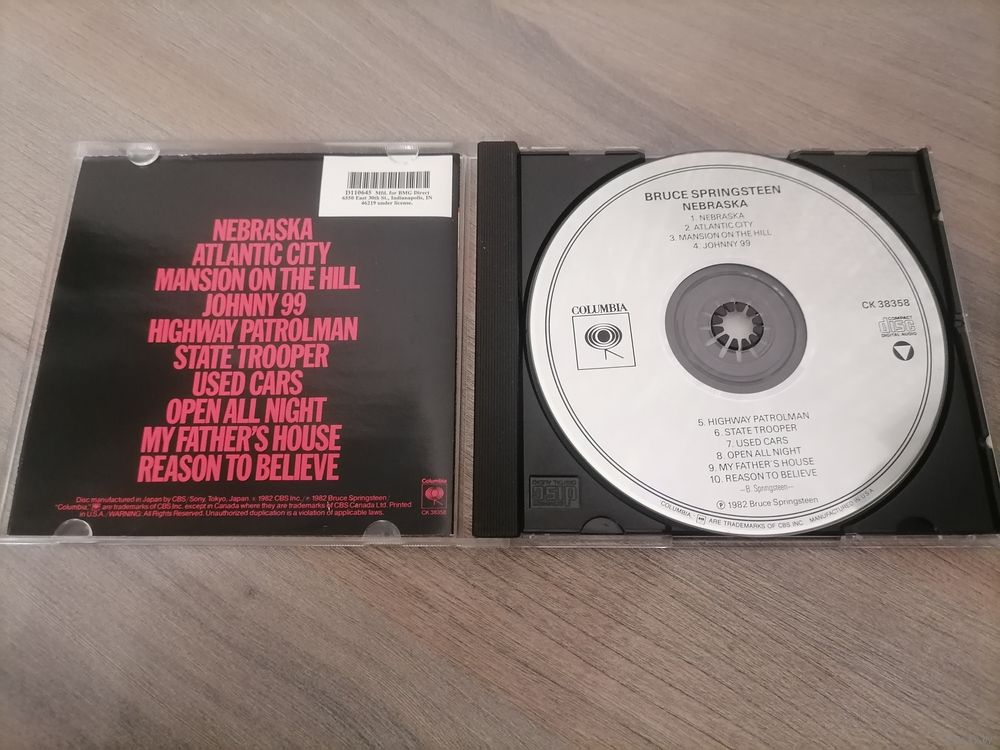 D110645 Mfd. for BMG Direct
6550 East 30th St., Indianapolis, IN
46219 under license.
NEBRASKA
ATLANTIC CITY
MANSION ON THE HILL
JOHNNY 99
HIGHWAY PATROLMAN
STATE TROOPER
USED CARS
OPEN ALL NIGHT
MY FATHER'S HOUSE
REASON TO BELIEVE
Disc manufactured in Japan by CBS/Sony, Tokyo, Japan. ℗ 1982 CBS Inc./℗ 1982 Bruce Springsteen/
"Columbia," are trademarks of CBS Inc. except in Canada where they are trademarks of CBS Canada Ltd. Printed
in U.S.A./WARNING: All Rights Reserved. Unauthorized duplication is a violation of applicable laws.
Columbia
CK 38358
BRUCE SPRINGSTEEN
NEBRASKA
1. NEBRASKA
2. ATLANTIC CITY
3. MANSION ON THE HILL
4. JOHNNY 99
COLUMBIA
CK 38358
COMPACT
disc
DIGITAL AUDIO
5. HIGHWAY PATROLMAN
6. STATE TROOPER
7. USED CARS
8. OPEN ALL NIGHT
9. MY FATHER'S HOUSE
10. REASON TO BELIEVE
—B. Springsteen—
℗ 1982 Bruce Springsteen
COLUMBIA, ARE TRADEMARKS OF CBS INC. MANUFACTURED IN U.S.A.